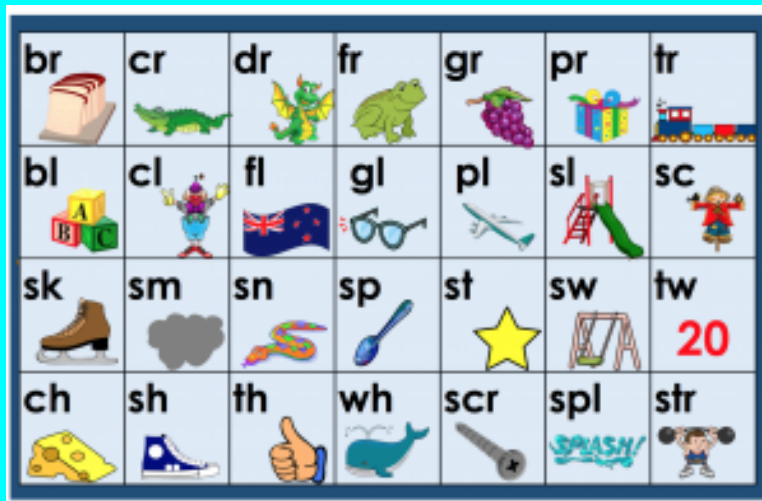 br cr dr fr gr pr tr
bl cl fl gl pl sl sc
A
B C
sk sm sn sp st sw tw
20
ch sh th wh scr spl str
SPLASH!